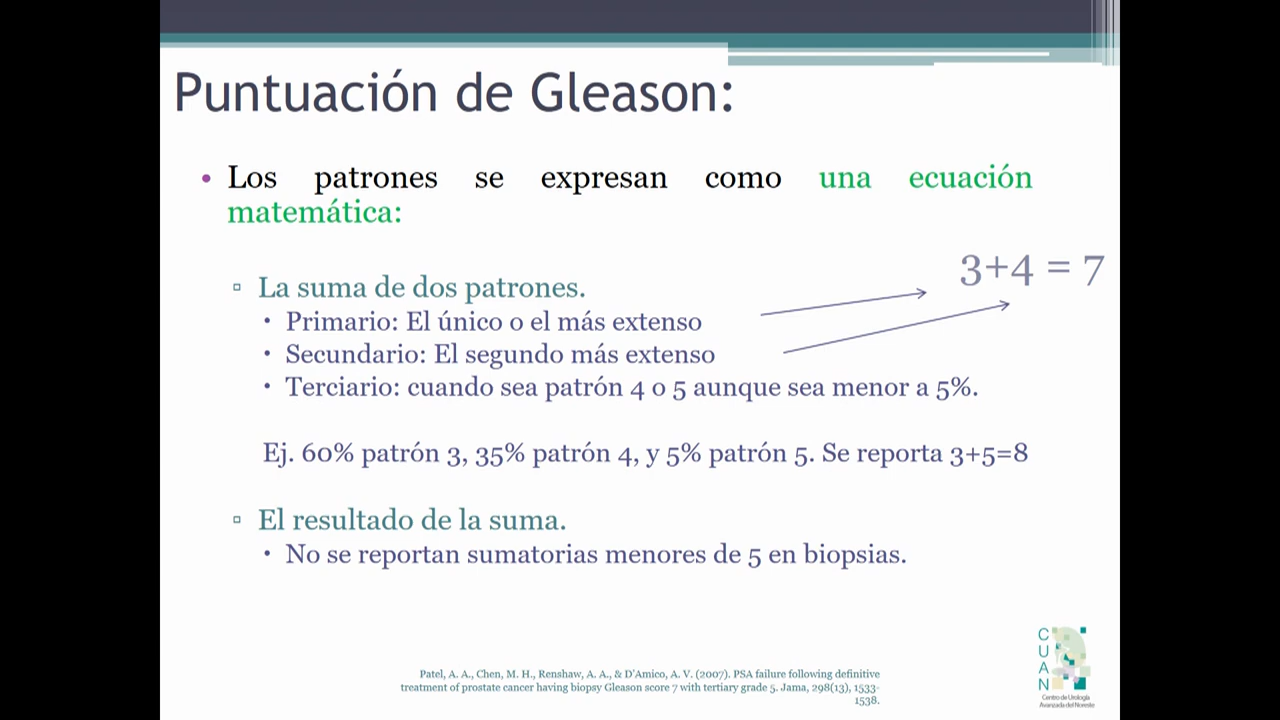 Puntuación de Gleason:
• Los patrones se expresan como una ecuación
matemática:
3+4 = 7
▫ La suma de dos patrones.
• Primario: El único o el más extenso
• Secundario: El segundo más extenso
• Terciario: cuando sea patrón 4 o 5 aunque sea menor a 5%.
Ej. 60% patrón 3, 35% patrón 4, y 5% patrón 5. Se reporta 3+5=8
▫ El resultado de la suma.
• No se reportan sumatorias menores de 5 en biopsias.
Patel, A. A., Chen, M. H., Renshaw, A. A., & D'Amico, A. V. (2007). PSA failure following definitive
treatment of prostate cancer having biopsy Gleason score 7 with tertiary grade 5. Jama, 298(13), 1533-
1538.
C
U
A
N
Centro de Urología
Avanzada del Noreste